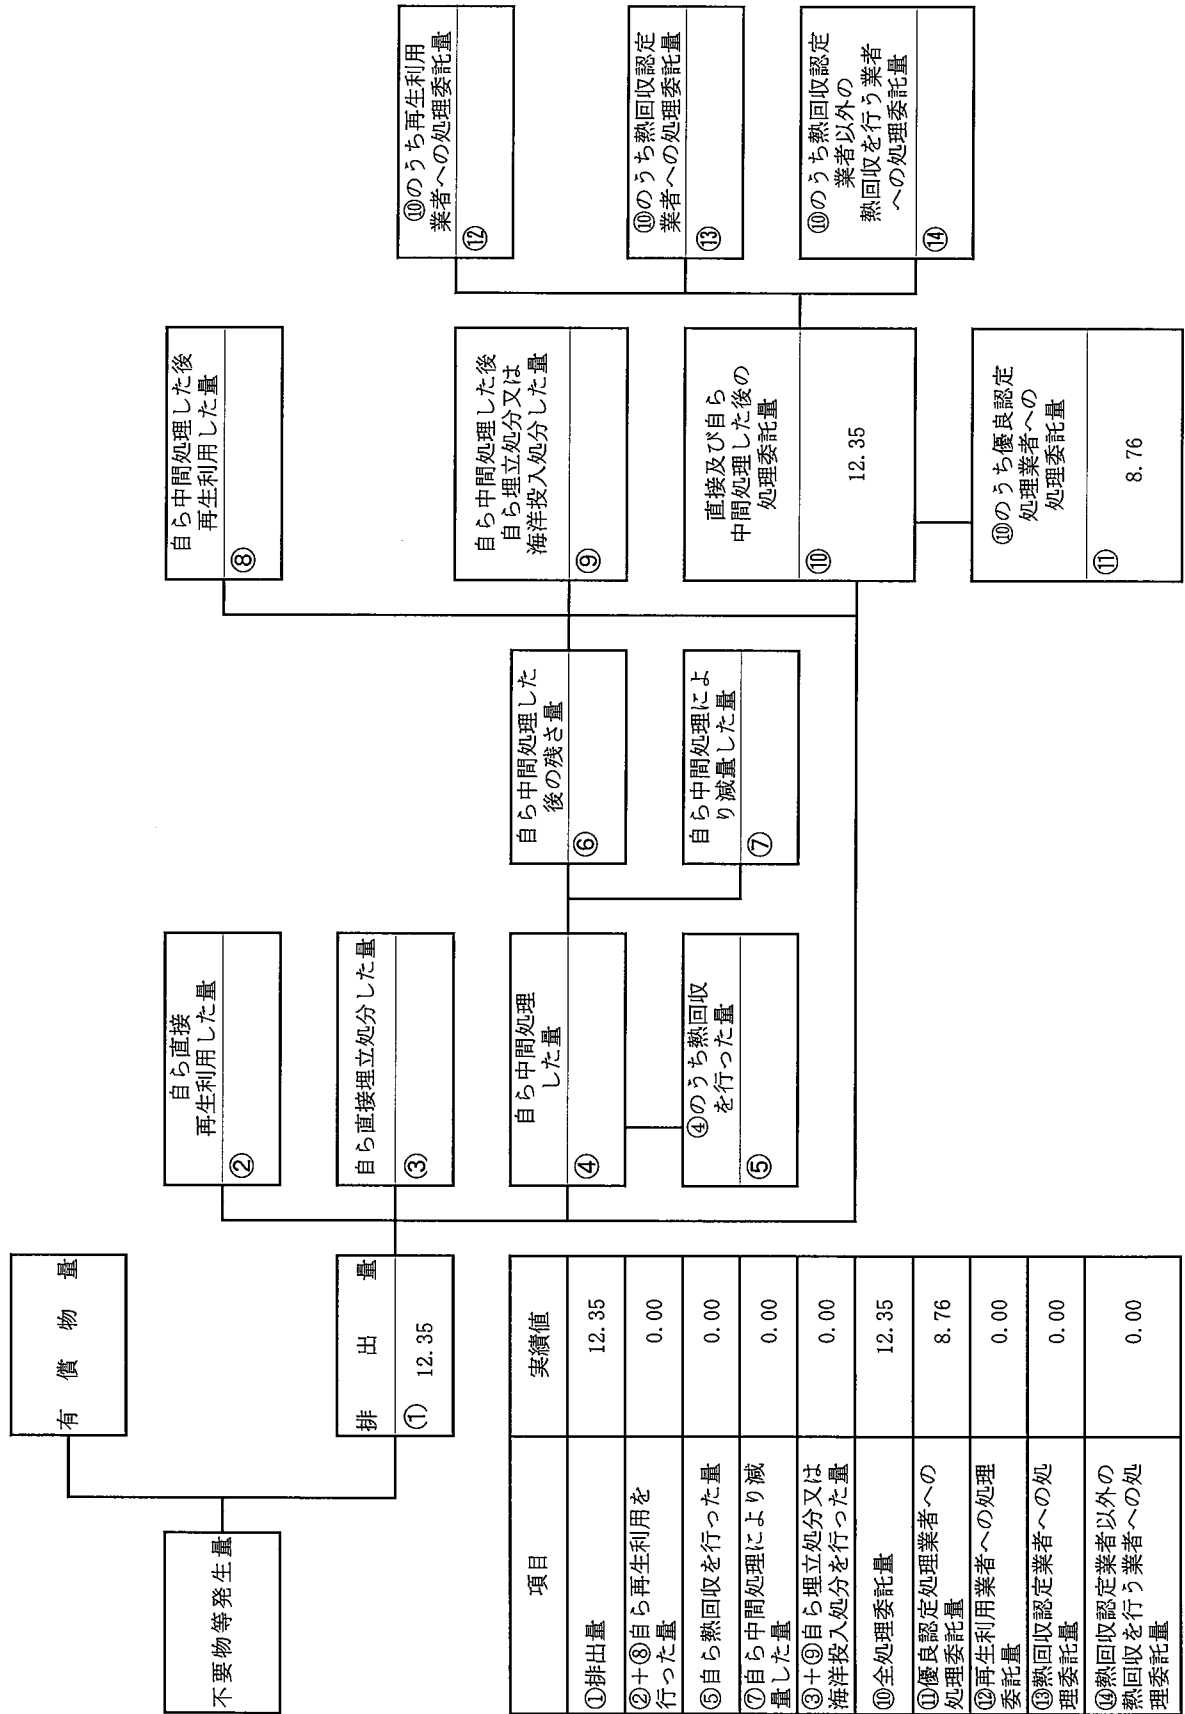 不要物等発生量
有償物量
排出量
① 12.35
自ら直接
再生利用した量
②
自ら直接埋立処分した量
③
自ら中間処理
した量
④
④のうち熱回収
を行った量
⑤
自ら中間処理した
後の残さ量
⑥
自ら中間処理によ
り減量した量
⑦
自ら中間処理した後
再生利用した量
⑧
自ら中間処理した後
自ら埋立処分又は
海洋投入処分した量
⑨
直接及び自ら
中間処理した後の
処理委託量
⑩
12.35
⑩のうち優良認定
処理業者への
処理委託量
⑪
8.76
⑩のうち再生利用
業者への処理委託量
⑫
⑩のうち熱回収認定
業者への処理委託量
⑬
⑩のうち熱回収認定
業者以外の
熱回収を行う業者
への処理委託量
⑭
項目 実績値
①排出量 12.35
②+⑧自ら再生利用を
行った量 0.00
⑤自ら熱回収を行った量 0.00
⑦自ら中間処理により減
量した量 0.00
③+⑨自ら埋立処分又は
海洋投入処分を行った量 0.00
⑩全処理委託量 12.35
⑪優良認定処理業者への
処理委託量 8.76
⑫再生利用業者への処理
委託量 0.00
⑬熱回収認定業者への処
理委託量 0.00
⑭熱回収認定業者以外の
熱回収を行う業者への処
理委託量 0.00